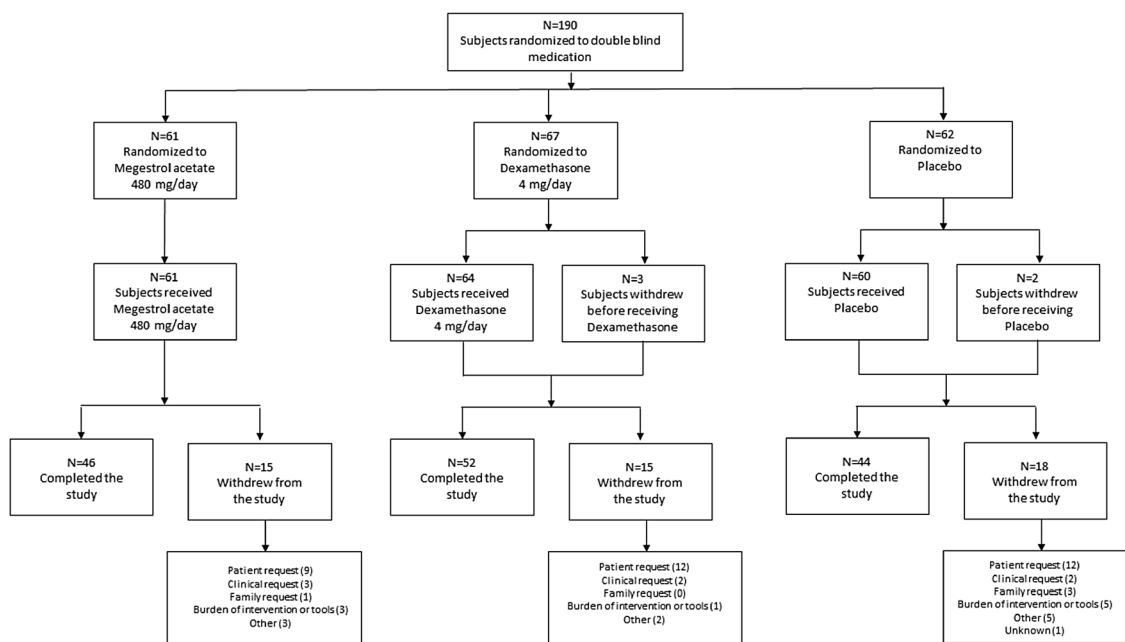 N=190
Subjects randomized to double blind
medication
N=61
Randomized to
Megestrol acetate
480 mg/day
N=67
Randomized to
Dexamethasone
4 mg/day
N=62
Randomized to
Placebo
N=61
Subjects received
Megestrol acetate
480 mg/day
N=64
Subjects received
Dexamethasone
4 mg/day
N=3
Subjects withdrew
before receiving
Dexamethasone
N=60
Subjects received
Placebo
N=2
Subjects withdrew
before receiving
Placebo
N=46
Completed the
study
N=15
Withdrew from
the study
N=52
Completed the
study
N=15
Withdrew from
the study
N=44
Completed the
study
N=18
Withdrew from
the study
Patient request (9)
Clinical request (3)
Family request (1)
Burden of intervention or tools (3)
Other (3)
Patient request (12)
Clinical request (2)
Family request (0)
Burden of intervention or tools (1)
Other (2)
Patient request (12)
Clinical request (2)
Family request (3)
Burden of intervention or tools (5)
Other (5)
Unknown (1)